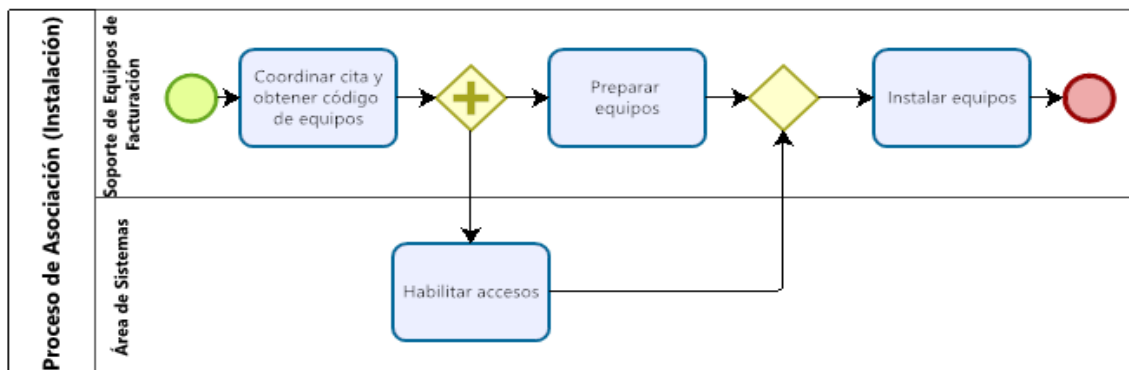 Proceso de Asociación (Instalación)
Soporte de Equipos de
Facturación
Coordinar cita y
obtener código
de equipos
Preparar
equipos
Instalar equipos
Área de Sistemas
Habilitar accesos